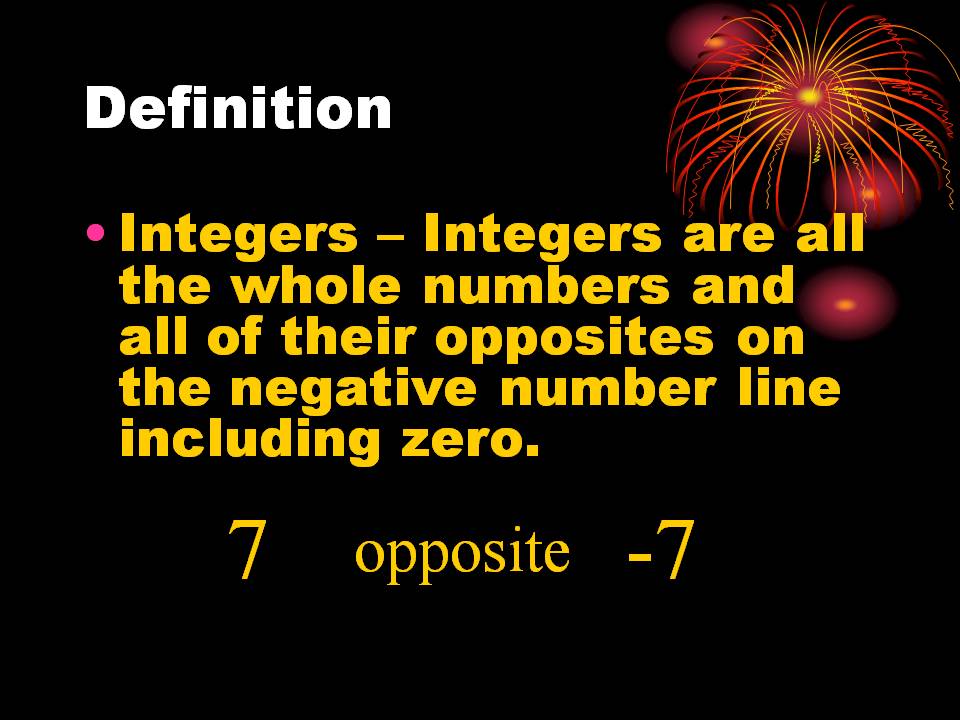 Definition
• Integers – Integers are all
the whole numbers and
all of their opposites on
the negative number line
including zero.
7 opposite -7